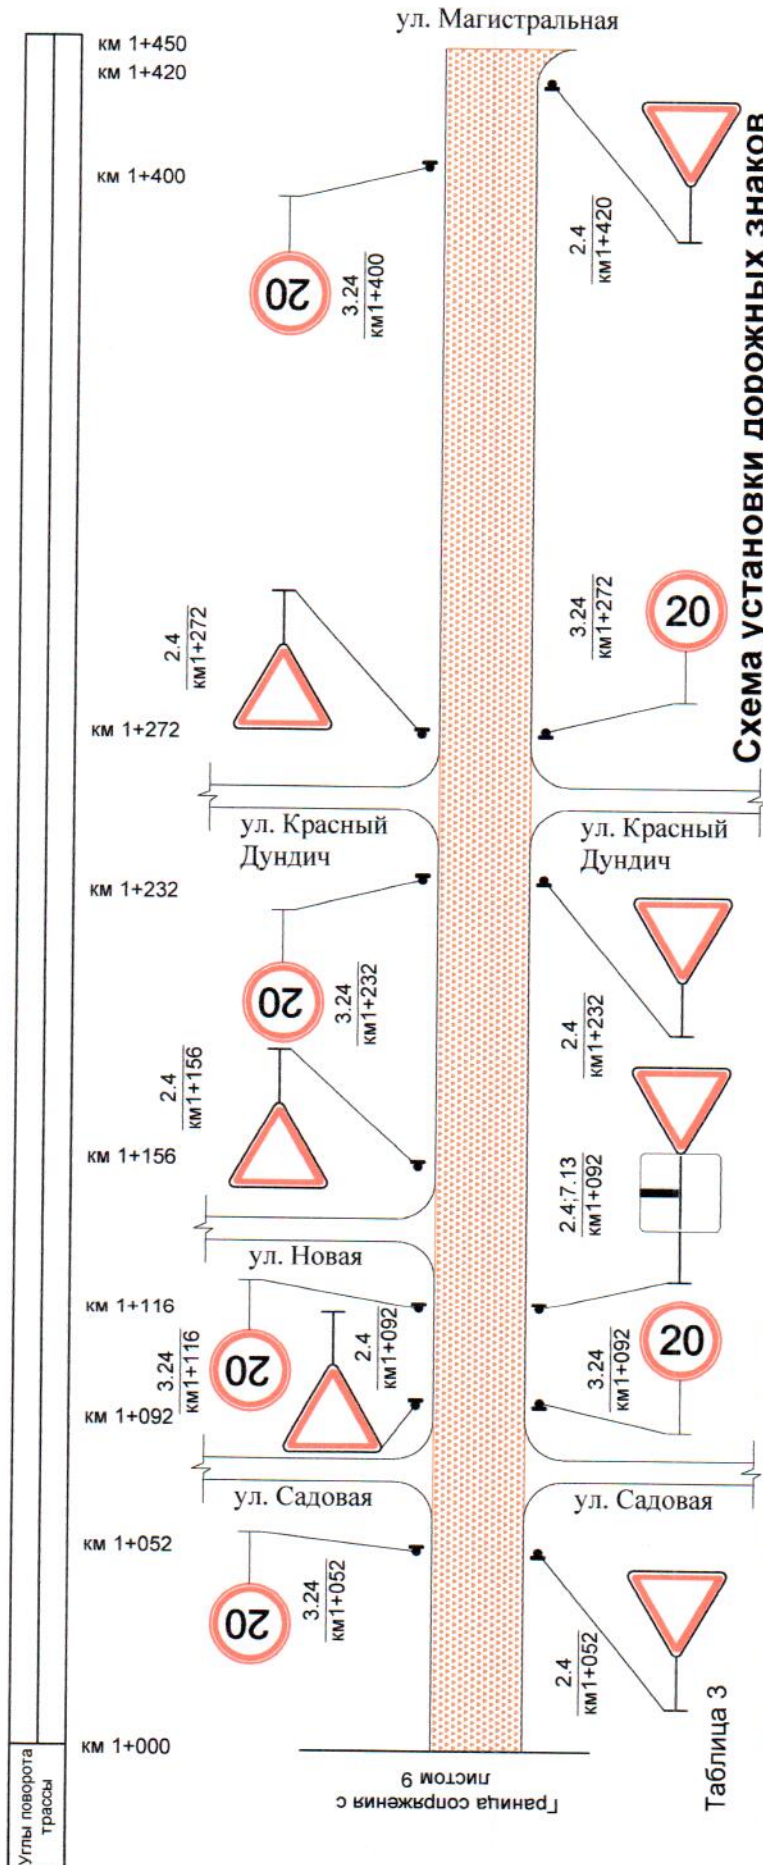 ул. Магистральная
км 1+450
км 1+420
км 1+400
20
3.24
км1+400
2.4
км1+420
Схема установки дорожных знаков
2.4
км1+272
3.24
км1+272
20
км 1+272
ул. Красный
Дундич
ул. Красный
Дундич
км 1+232
20
3.24
км1+232
2.4
км1+232
2.4
км1+156
км 1+156
2.4;7.13
км1+092
ул. Новая
км 1+116
20
3.24
км1+116
2.4
км1+092
3.24
км1+092
20
км 1+092
ул. Садовая
ул. Садовая
км 1+052
20
3.24
км1+052
2.4
км1+052
км 1+000
Граница сопряжения с
листом 9
Таблица 3
Углы поворота
трассы